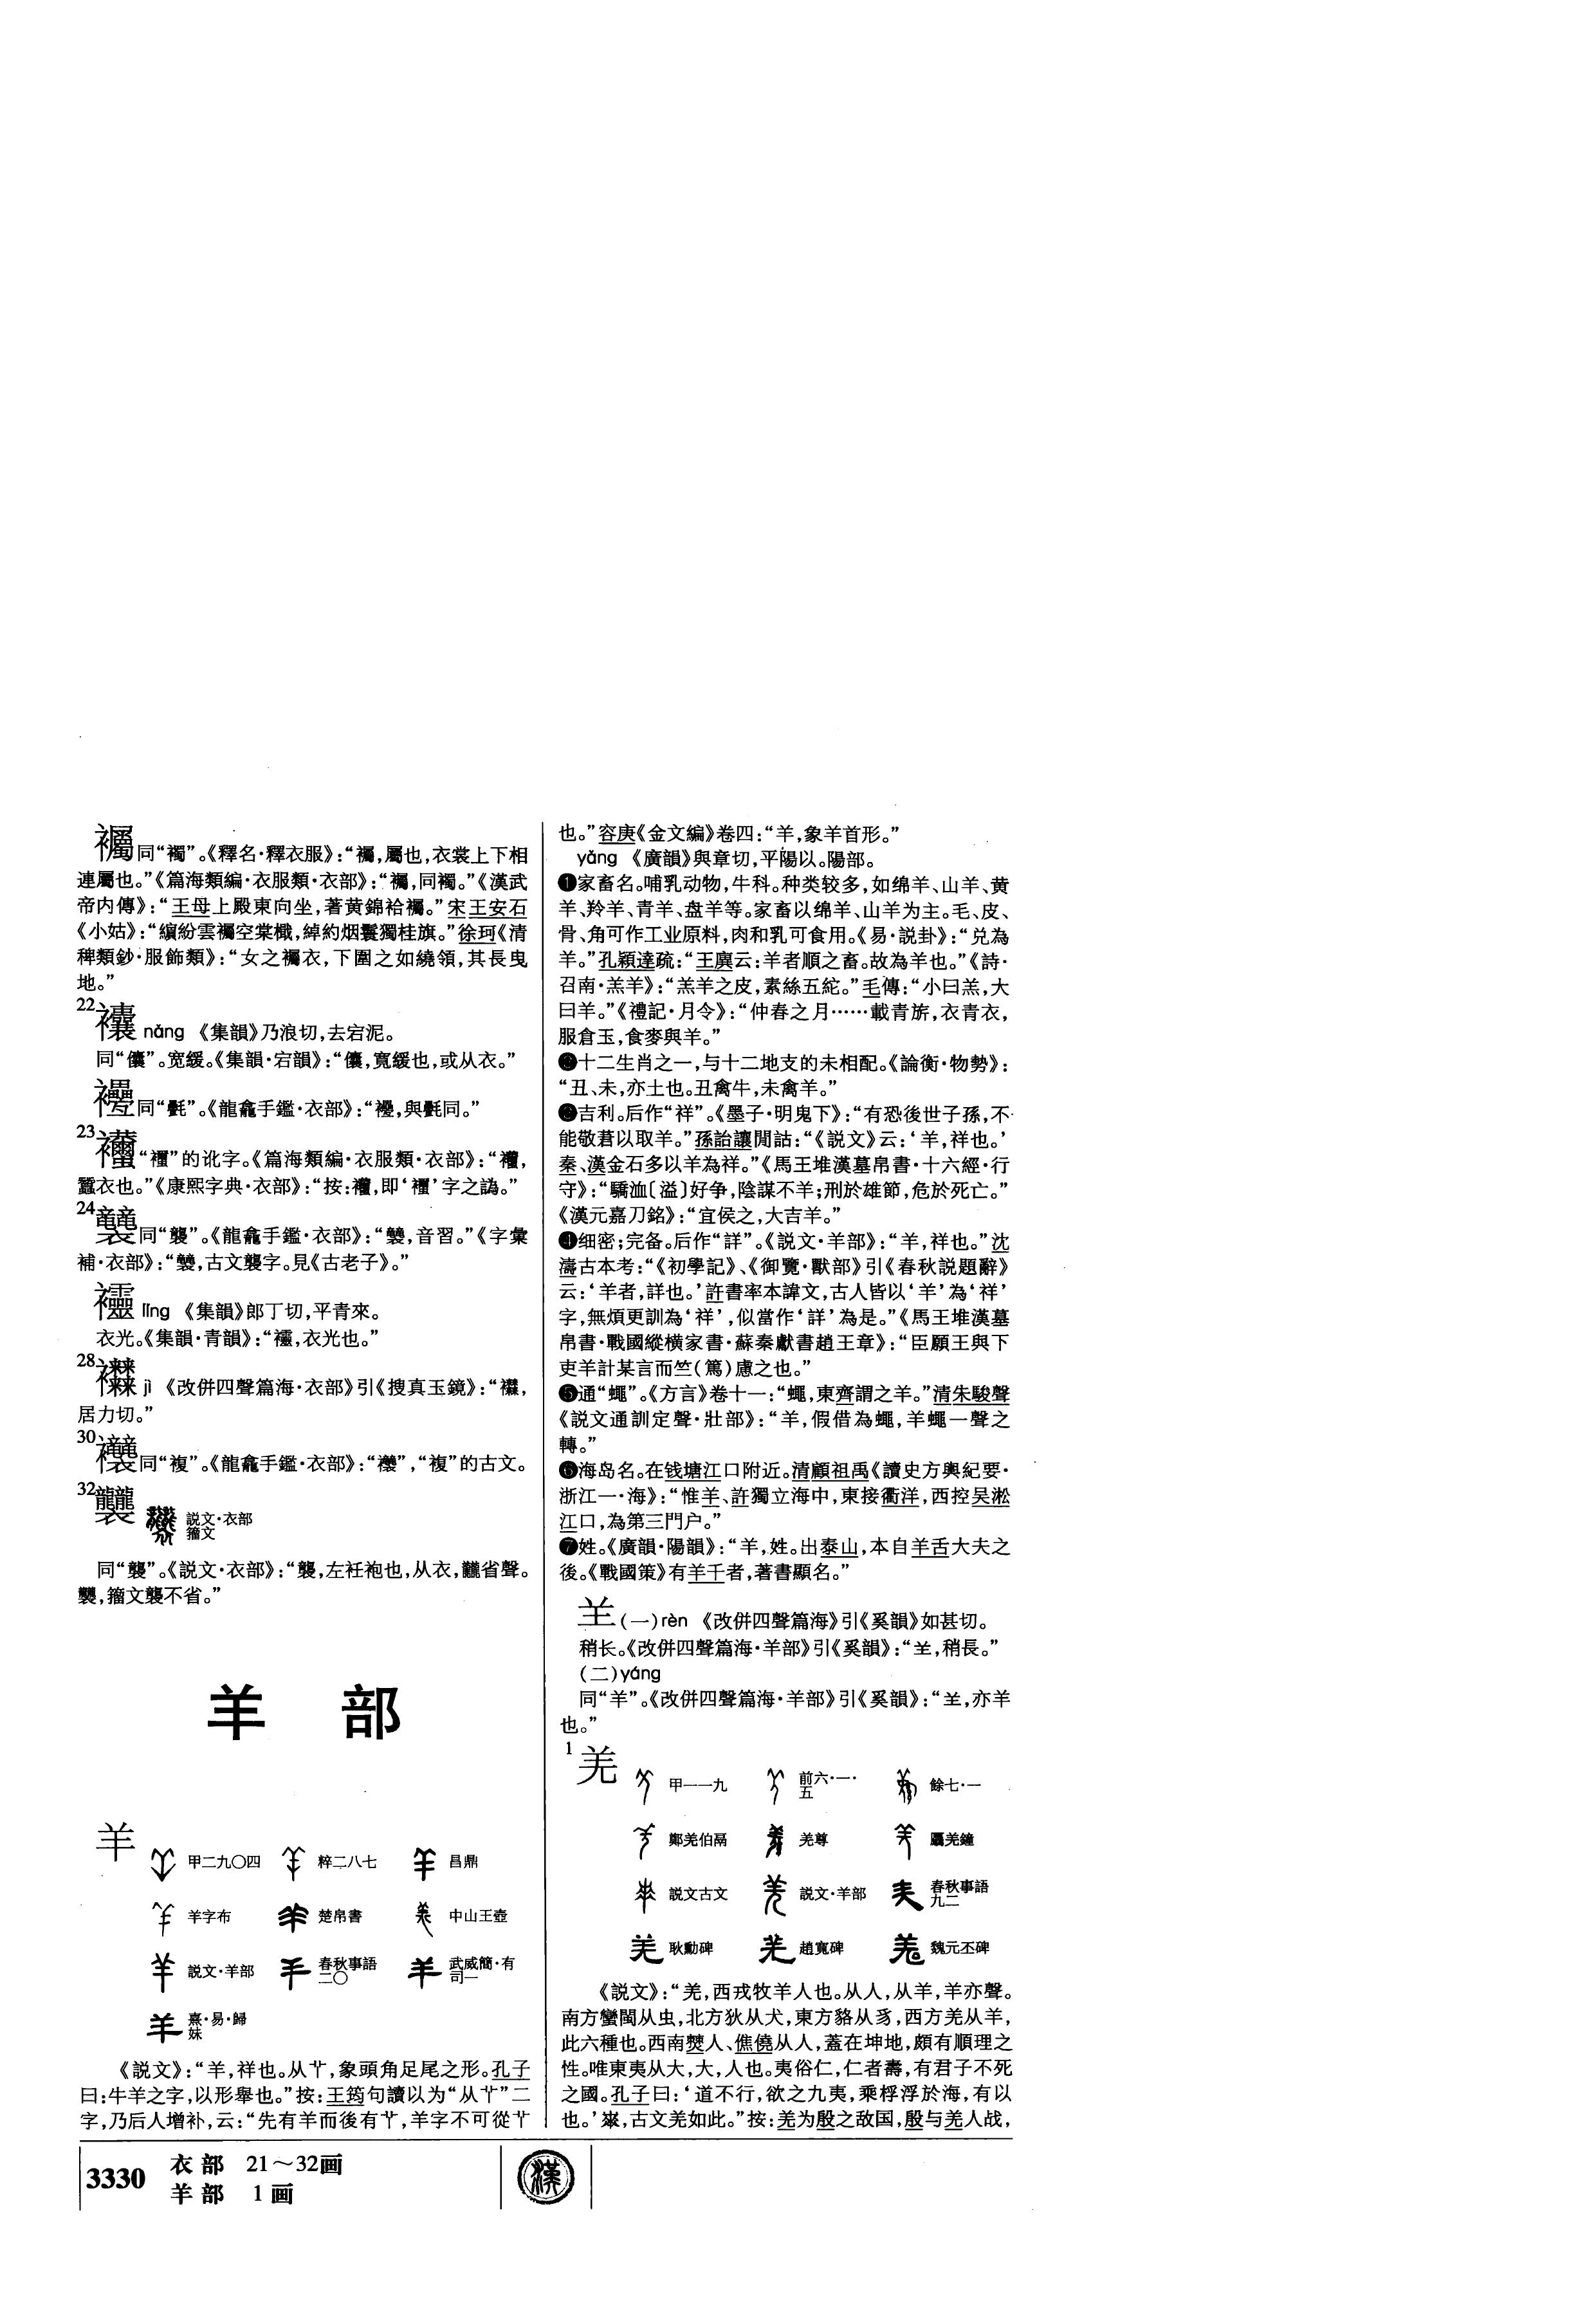 襡同“襡”。《釋名·釋衣服》:“襡,屬也,衣裳上下相
連屬也。”《篇海類編·衣服類·衣部》:“襡,同襡。”《漢武
帝内傳》:“王母上殿東向坐,著黄錦袷襡。”宋王安石
《小姑》:“繽紛雲襡空棠檝,綽約烟鬟獨桂旗。”徐珂《清
稗類鈔·服飾類》:“女之襡衣,下圍之如繞領,其長曳
地。”
22
nǎng 《集韻》乃浪切,去宕泥。
同“儾”。宽緩。《集韻·宕韻》:“儾,寬緩也,或从衣。”
同“氎”。《龍龕手鑑·衣部》:“,與氎同。”
23
“襺”的讹字。《篇海類編·衣服類·衣部》:“,
蠶衣也。”《康熙字典·衣部》:“按:,即‘襺’字之譌。”
24
同“襲”。《龍龕手鑑·衣部》:“,音習。”《字彙
補·衣部》:“,古文襲字。見《古老子》。”
líng 《集韻》郎丁切,平青來。
衣光。《集韻·青韻》:“,衣光也。”
28
jì 《改併四聲篇海·衣部》引《搜真玉鏡》:“,
居力切。”
30
同“複”。《龍龕手鑑·衣部》:“”,“複”的古文。
32
説文·衣部
籀文
同“襲”。《説文·衣部》:“襲,左衽袍也,从衣,龖省聲。
,籀文襲不省。”
羊 部
羊
甲二九〇四 粹二八七 昌鼎
羊字布 楚帛書 中山王壺
説文·羊部 春秋事語二〇 武威簡·有司一
熹·易·歸妹
《説文》:“羊,祥也。从𦍌,象頭角足尾之形。孔子
曰:牛羊之字,以形舉也。”按:王筠句讀以为“从𦍌”二
字,乃后人增补,云:“先有羊而後有𦍌,羊字不可從𦍌
也。”容庚《金文編》卷四:“羊,象羊首形。”
yáng 《廣韻》與章切,平陽以。陽部。
❶家畜名。哺乳动物,牛科。种类较多,如绵羊、山羊、黄
羊、羚羊、青羊、盘羊等。家畜以绵羊、山羊为主。毛、皮、
骨、角可作工业原料,肉和乳可食用。《易·説卦》:“兑為
羊。”孔穎達疏:“王廙云:羊者順之畜。故為羊也。”《詩·
召南·羔羊》:“羔羊之皮,素絲五紽。”毛傳:“小曰羔,大
曰羊。”《禮記·月令》:“仲春之月……載青旂,衣青衣,
服倉玉,食麥與羊。”
❷十二生肖之一,与十二地支的未相配。《論衡·物勢》:
“丑、未,亦土也。丑禽牛,未禽羊。”
❸吉利。后作“祥”。《墨子·明鬼下》:“有恐後世子孫,不
能敬莙以取羊。”孫詒讓閒詁:“《説文》云:‘羊,祥也。’
秦、漢金石多以羊為祥。”《馬王堆漢墓帛書·十六經·行
守》:“驕洫〔溢〕好争,陰謀不羊;刑於雄節,危於死亡。”
《漢元嘉刀銘》:“宜侯之,大吉羊。”
❹细密;完备。后作“詳”。《説文·羊部》:“羊,祥也。”沈
濤古本考:“《初學記》、《御覽·獸部》引《春秋説題辭》
云:‘羊者,詳也。’許書率本諱文,古人皆以‘羊’為‘祥’
字,無煩更訓為‘祥’,似當作‘詳’為是。”《馬王堆漢墓
帛書·戰國縱横家書·蘇秦獻書趙王章》:“臣願王與下
吏羊計某言而竺(篤)慮之也。”
❺通“蠅”。《方言》卷十一:“蠅,東齊謂之羊。”清朱駿聲
《説文通訓定聲·壯部》:“羊,假借為蠅,羊蠅一聲之
轉。”
❻海岛名。在钱塘江口附近。清顧祖禹《讀史方輿紀要·
浙江一·海》:“惟羊、許獨立海中,東接衢洋,西控吴淞
江口,為第三門户。”
❼姓。《廣韻·陽韻》:“羊,姓。出泰山,本自羊舌大夫之
後。《戰國策》有羊千者,著書顯名。”
(一)rèn 《改併四聲篇海》引《奚韻》如甚切。
稍长。《改併四聲篇海·羊部》引《奚韻》:“,稍長。”
(二)yáng
同“羊”。《改併四聲篇海·羊部》引《奚韻》:“,亦羊
也。”
1
羌
甲一一九 前六·一·五 餘七·一
鄭羌伯鬲 羌尊 羌鐘
説文古文 説文·羊部 春秋事語九二
耿勳碑 趙寬碑 魏元丕碑
《説文》:“羌,西戎牧羊人也。从人,从羊,羊亦聲。
南方蠻閩从虫,北方狄从犬,東方貉从豸,西方羌从羊,
此六種也。西南僰人、僬僥从人,蓋在坤地,頗有順理之
性。唯東夷从大,大,人也。夷俗仁,仁者壽,有君子不死
之國。孔子曰:‘道不行,欲之九夷,乘桴浮於海,有以
也。’,古文羌如此。”按:羌为殷之敌国,殷与羌人战,
3330 衣部 21～32画
羊部 1画
漢